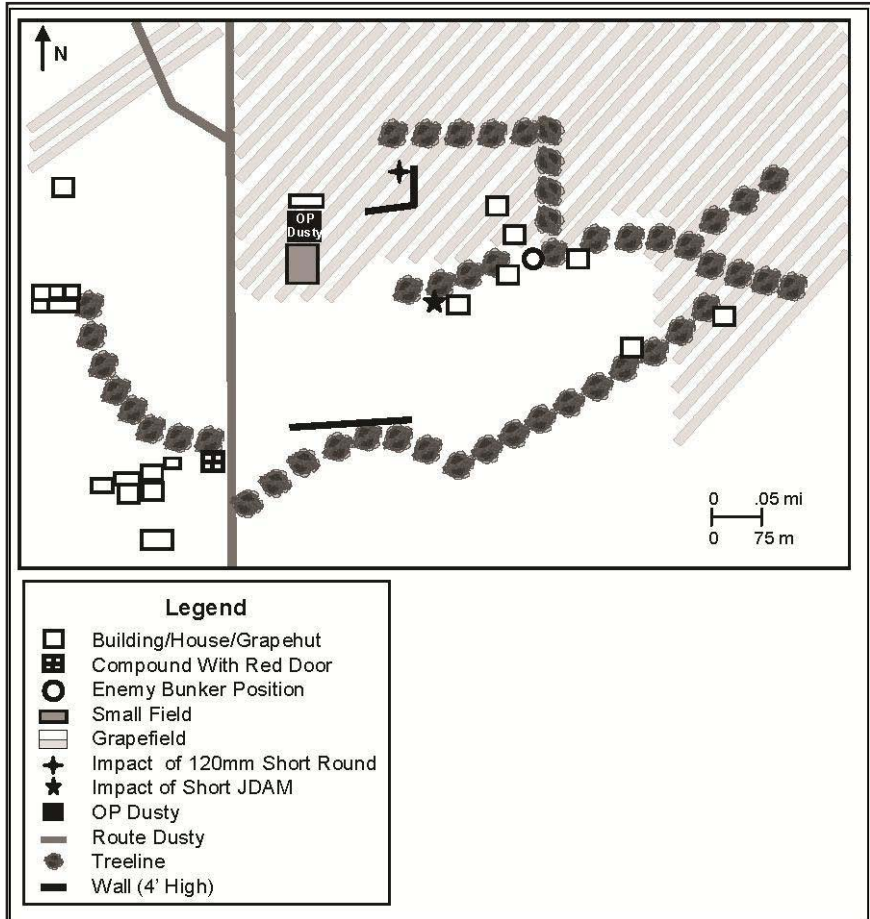 N
OP
Dusty
0 .05 mi
0 75 m
Legend
Building/House/Grapehut
Compound With Red Door
Enemy Bunker Position
Small Field
Grapefield
Impact of 120mm Short Round
Impact of Short JDAM
OP Dusty
Route Dusty
Treeline
Wall (4' High)